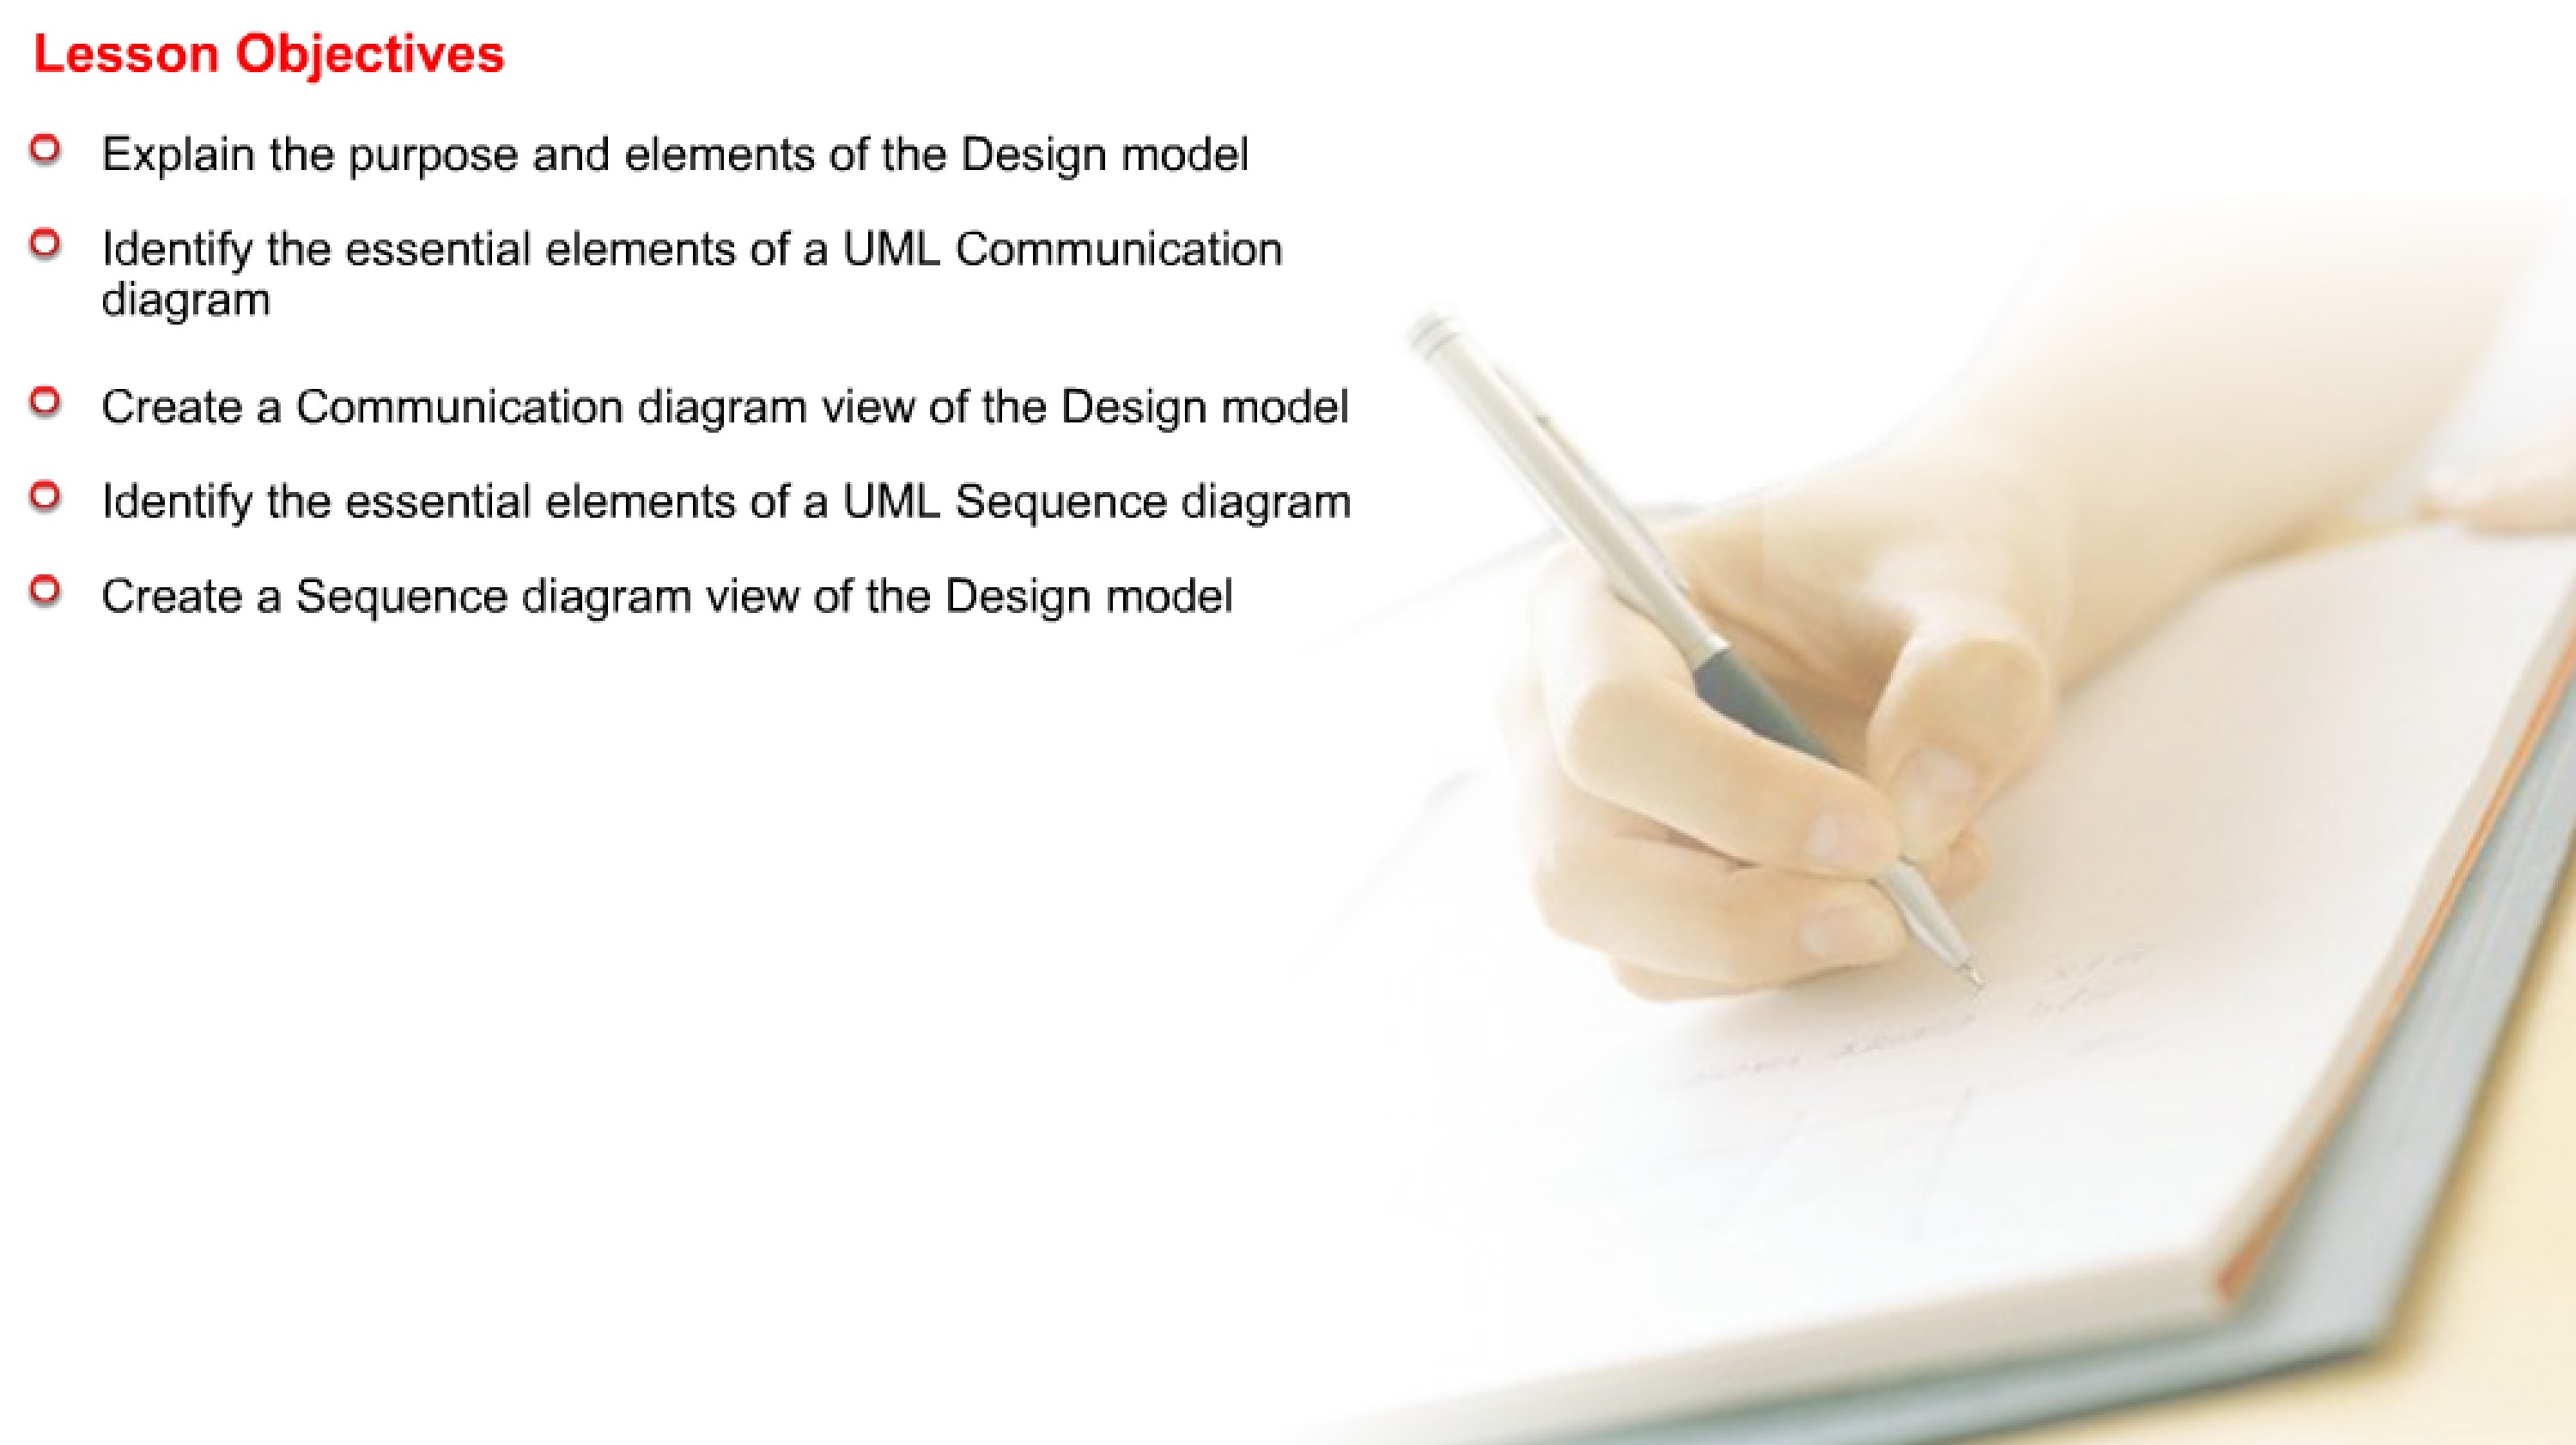 Lesson Objectives
Explain the purpose and elements of the Design model
Identify the essential elements of a UML Communication
diagram
Create a Communication diagram view of the Design model
Identify the essential elements of a UML Sequence diagram
Create a Sequence diagram view of the Design model